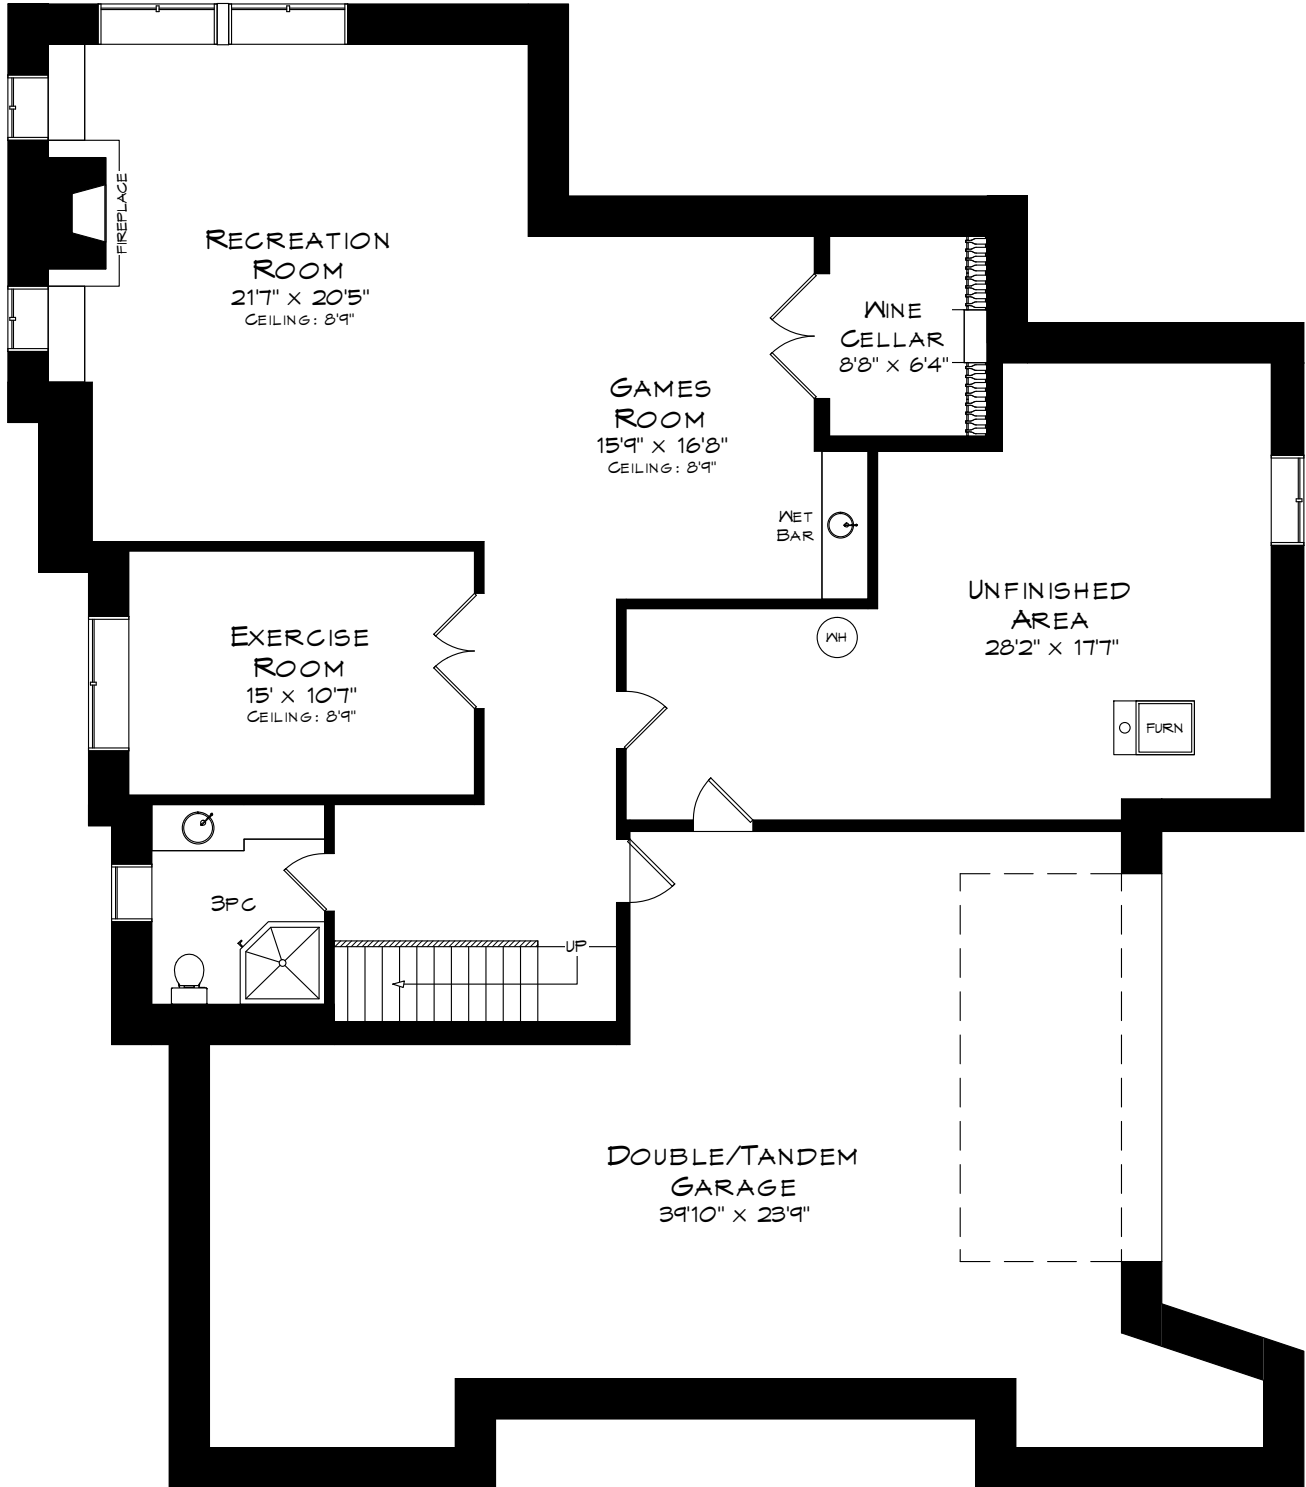 FIREPLACE
RECREATION
ROOM
21'7" x 20'5"
CEILING: 8'9"
WINE
CELLAR
8'8" x 6'4"
GAMES
ROOM
15'9" x 16'8"
CEILING: 8'9"
WET
BAR
UNFINISHED
AREA
28'2" x 17'7"
WH
EXERCISE
ROOM
15' x 10'7"
CEILING: 8'9"
FURN
3PC
UP
DOUBLE/TANDEM
GARAGE
39'10" x 23'9"